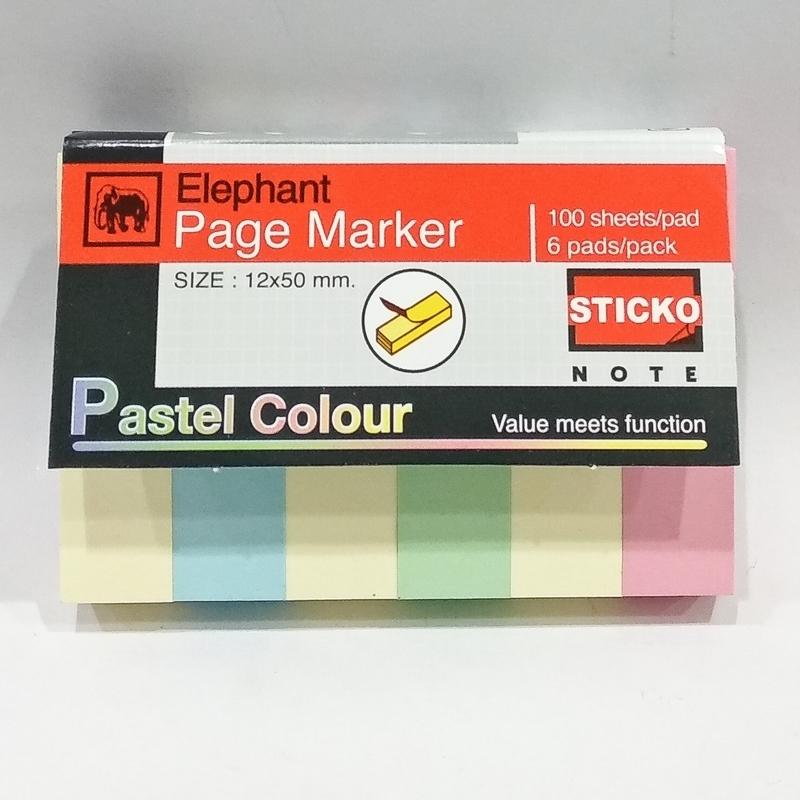 Elephant
Page Marker
100 sheets/pad
6 pads/pack
SIZE : 12x50 mm.
STICKO
NOTE
Pastel Colour
Value meets function